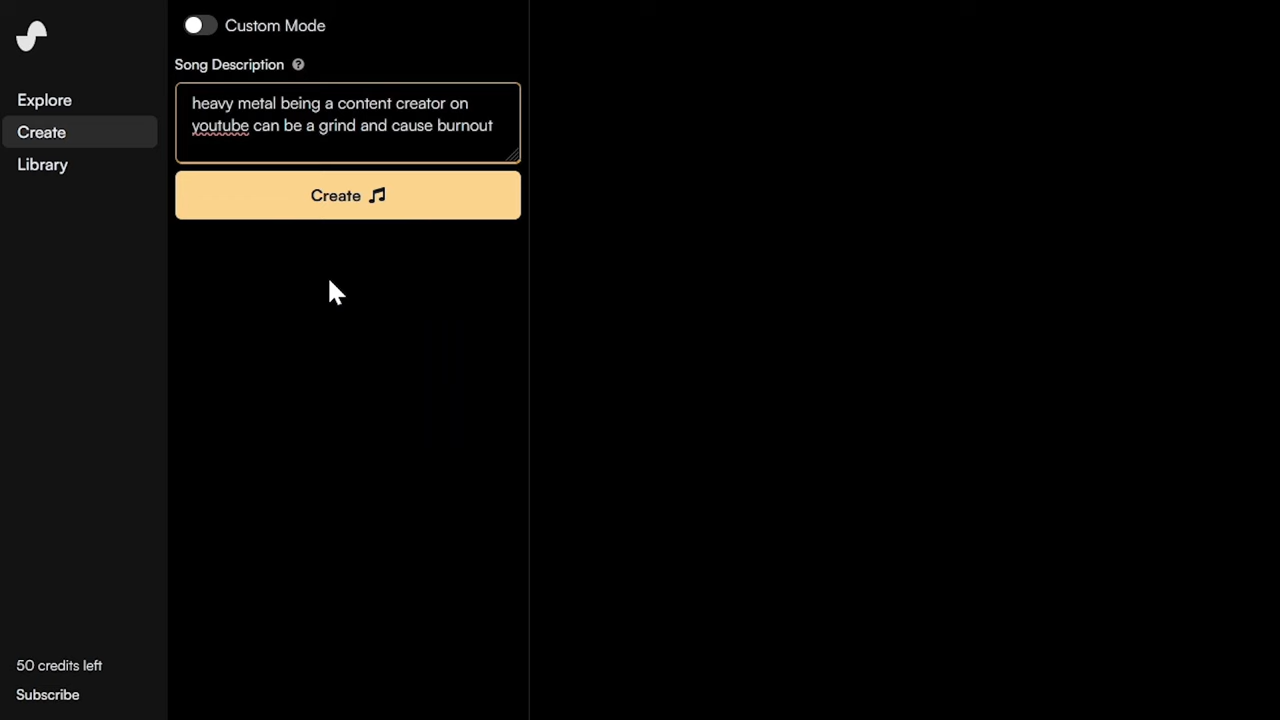 Custom Mode
Song Description
heavy metal being a content creator on
youtube can be a grind and cause burnout
Create
Explore
Create
Library
50 credits left
Subscribe